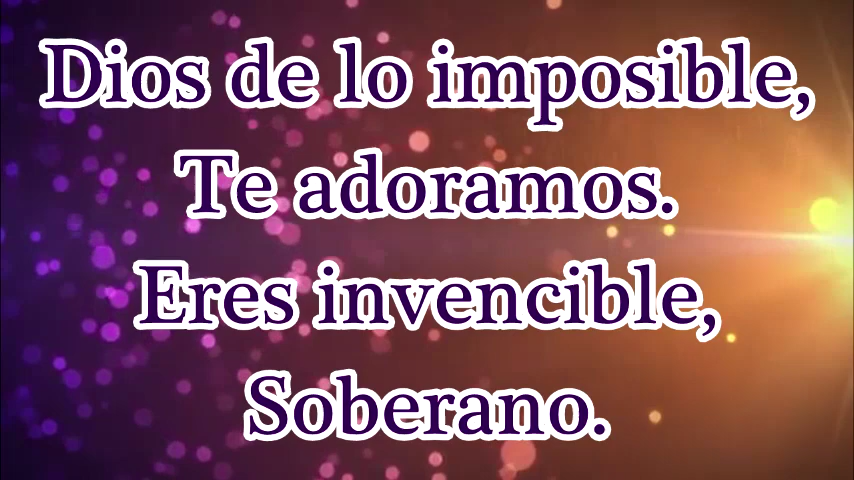 Dios de lo imposible,
Te adoramos.
Eres invencible,
Soberano.